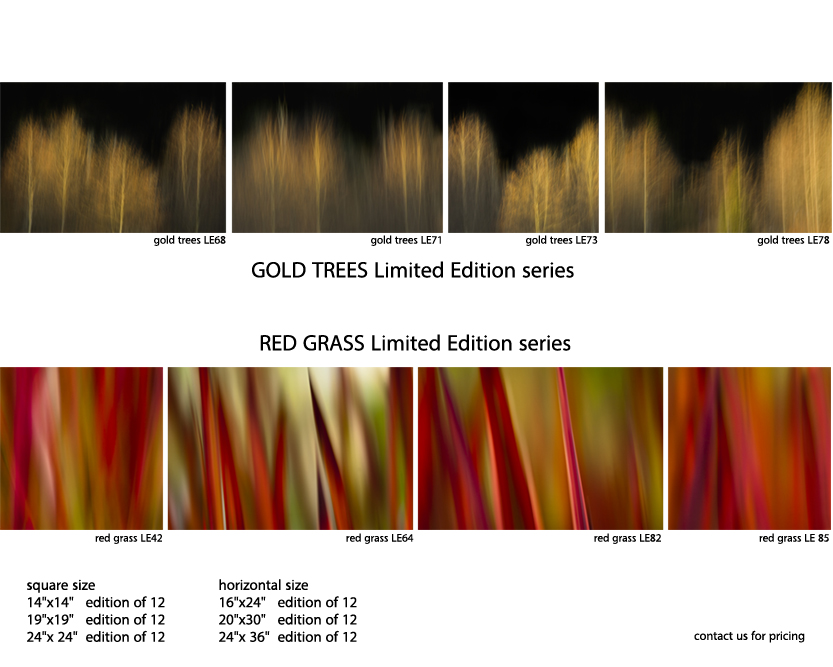 gold trees LE68
gold trees LE71
gold trees LE73
gold trees LE78
GOLD TREES Limited Edition series
RED GRASS Limited Edition series
red grass LE42
red grass LE64
red grass LE82
red grass LE 85
square size
14"x14" edition of 12
19"x19" edition of 12
24"x 24" edition of 12
horizontal size
16"x24" edition of 12
20"x30" edition of 12
24"x 36" edition of 12
contact us for pricing